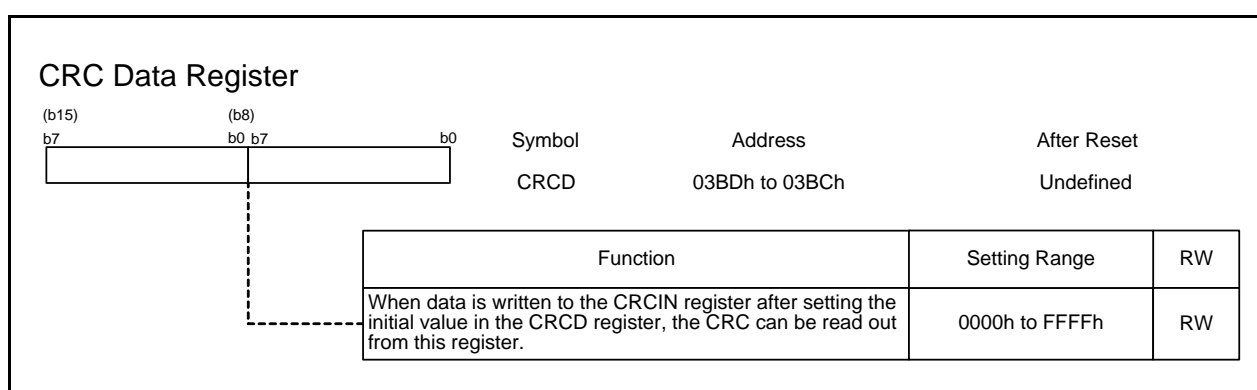 CRC Data Register
(b15) (b8)
b7 b0 b7 b0 Symbol Address After Reset
CRCD 03BDh to 03BCh Undefined
Function Setting Range RW
When data is written to the CRCIN register after setting the
initial value in the CRCD register, the CRC can be read out
from this register.
0000h to FFFFh RW